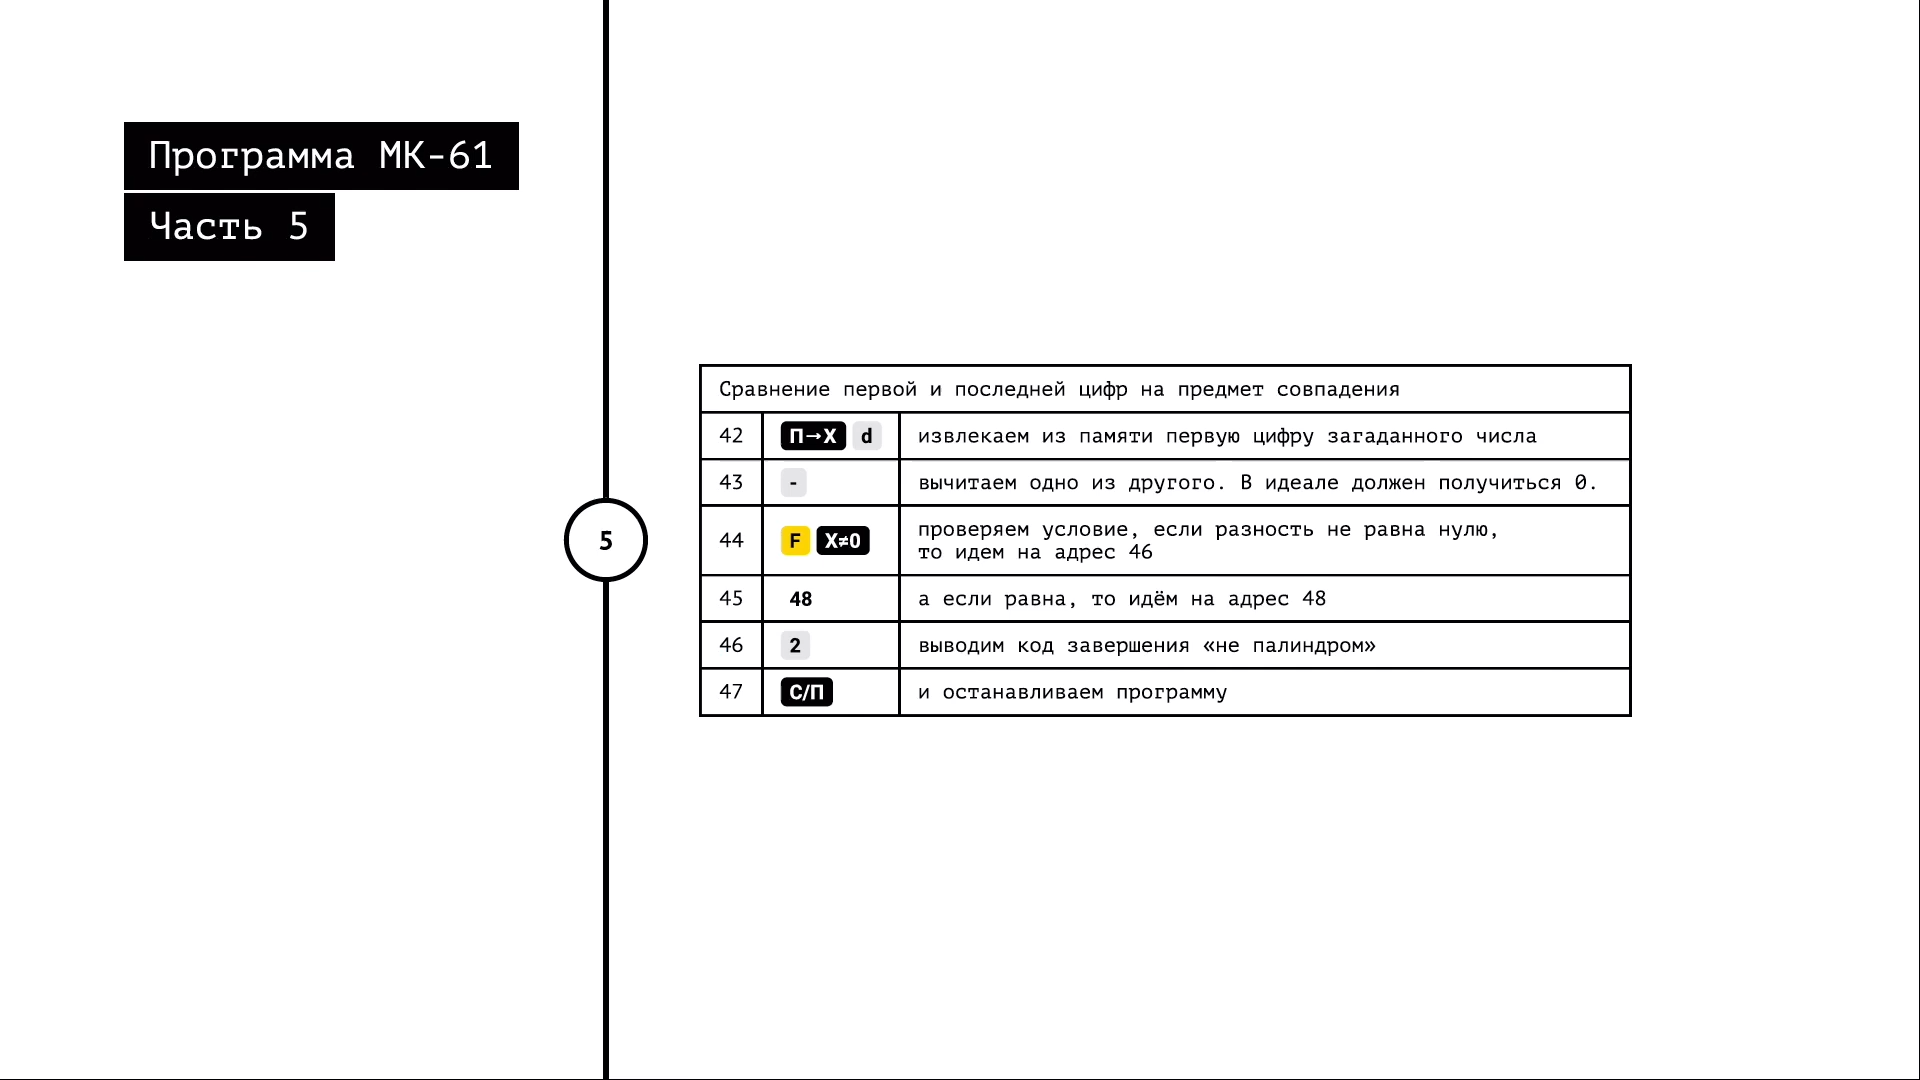 Программа МК-61
Часть 5
5
Сравнение первой и последней цифр на предмет совпадения
42 П→X d извлекаем из памяти первую цифру загаданного числа
43 - вычитаем одно из другого. В идеале должен получиться 0.
44 F X≠0 проверяем условие, если разность не равна нулю,
то идем на адрес 46
45 48 а если равна, то идём на адрес 48
46 2 выводим код завершения «не палиндром»
47 С/П и останавливаем программу